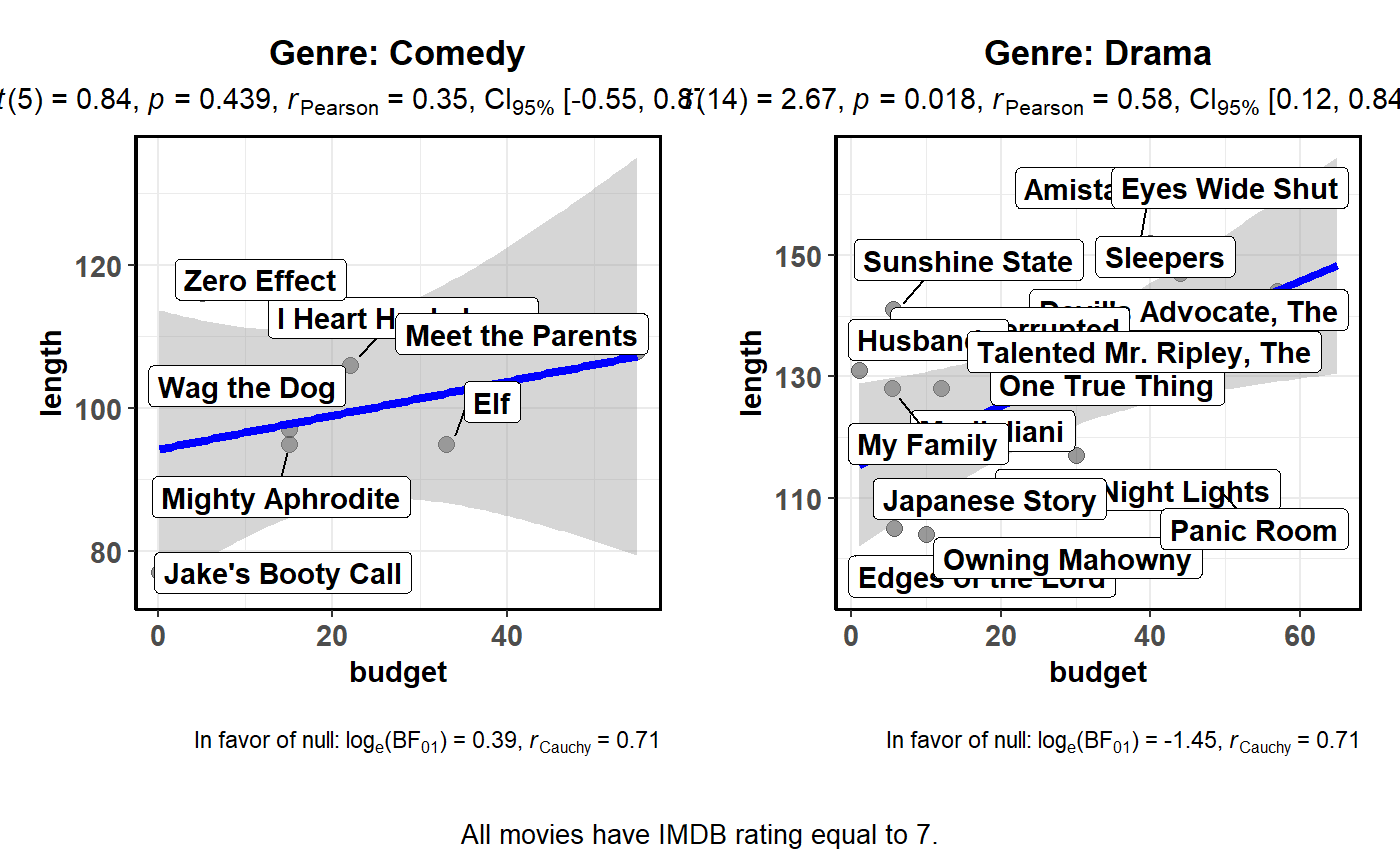 Genre: Comedy
t(5) = 0.84, p = 0.439, rPearson = 0.35, CI95% [-0.55, 0.8
Genre: Drama
(14) = 2.67, p = 0.018, rPearson = 0.58, CI95% [0.12, 0.84
length
120
100
80
Zero Effect
I Heart
Meet the Parents
Wag the Dog
Elf
Mighty Aphrodite
Jake's Booty Call
0
20
40
budget
In favor of null: loge(BF01) = 0.39, rCauchy = 0.71
length
150
130
110
Eyes Wide Shut
Sunshine State
Sleepers
Devil's Advocate, The
Talented Mr. Ripley, The
One True Thing
My Family
Night Lights
Japanese Story
Panic Room
Owning Mahowny
Edges of the Lord
0
20
40
60
budget
In favor of null: loge(BF01) = -1.45, rCauchy = 0.71
All movies have IMDB rating equal to 7.